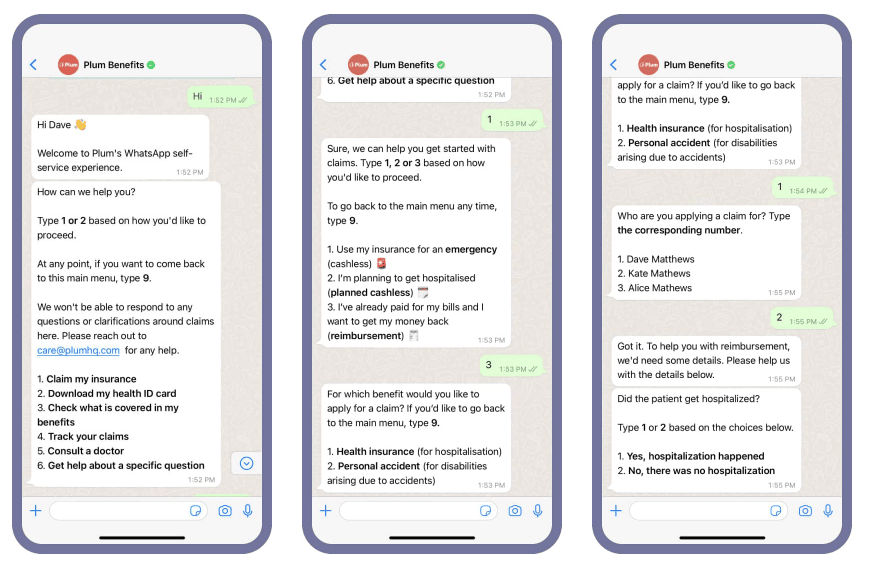 Plum
Plum Benefits
Hi 1:52 PM
Hi Dave 👋
Welcome to Plum's WhatsApp self-
service experience.
1:52 PM
How can we help you?
Type 1 or 2 based on how you'd like to
proceed.
At any point, if you want to come back
to this main menu, type 9.
We won't be able to respond to any
questions or clarifications around claims
here. Please reach out to
care@plumhq.com for any help.
1. Claim my insurance
2. Download my health ID card
3. Check what is covered in my
benefits
4. Track your claims
5. Consult a doctor
6. Get help about a specific question
1:52 PM
Plum
Plum Benefits
6. Get help about a specific question
1:52 PM
1 1:53 PM
Sure, we can help you get started with
claims. Type 1, 2 or 3 based on how
you'd like to proceed.
To go back to the main menu any time,
type 9.
1. Use my insurance for an emergency
(cashless) 🚨
2. I'm planning to get hospitalised
(planned cashless) 🗓️
3. I've already paid for my bills and I
want to get my money back
(reimbursement) 🧾
1:53 PM
3 1:53 PM
For which benefit would you like to
apply for a claim? If you'd like to go back
to the main menu, type 9.
1. Health insurance (for hospitalisation)
2. Personal accident (for disabilities
arising due to accidents)
1:53 PM
Plum
Plum Benefits
apply for a claim? If you'd like to go back
to the main menu, type 9.
1. Health insurance (for hospitalisation)
2. Personal accident (for disabilities
arising due to accidents)
1:53 PM
1 1:54 PM
Who are you applying a claim for? Type
the corresponding number.
1. Dave Matthews
2. Kate Mathews
3. Alice Mathews
1:55 PM
2 1:55 PM
Got it. To help you with reimbursement,
we'd need some details. Please help us
with the details below.
1:55 PM
Did the patient get hospitalized?
Type 1 or 2 based on the choices below.
1. Yes, hospitalization happened
2. No, there was no hospitalization
1:55 PM